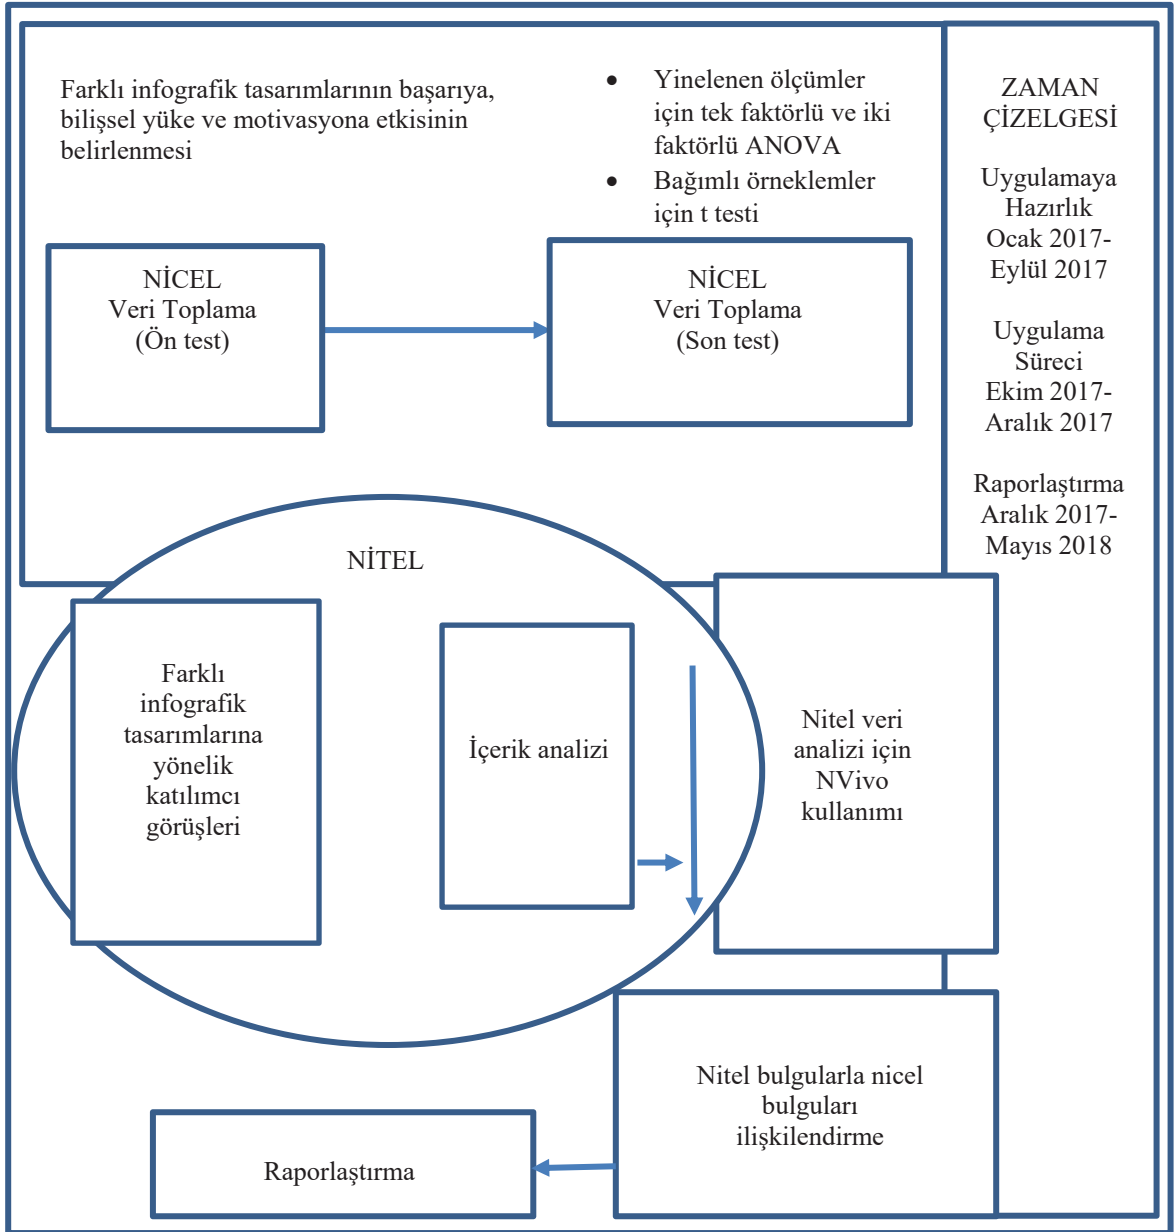 Farklı infografik tasarımlarının başarıya,
bilişsel yüke ve motivasyona etkisinin
belirlenmesi
• Yinelenen ölçümler
için tek faktörlü ve iki
faktörlü ANOVA
• Bağımlı örneklemler
için t testi
NİCEL
Veri Toplama
(Ön test)
NİCEL
Veri Toplama
(Son test)
ZAMAN
ÇİZELGESİ
Uygulamaya
Hazırlık
Ocak 2017-
Eylül 2017
Uygulama
Süreci
Ekim 2017-
Aralık 2017
Raporlaştırma
Aralık 2017-
Mayıs 2018
NİTEL
Farklı
infografik
tasarımlarına
yönelik
katılımcı
görüşleri
İçerik analizi
Nitel veri
analizi için
NVivo
kullanımı
Nitel bulgularla nicel
bulguları
ilişkilendirme
Raporlaştırma